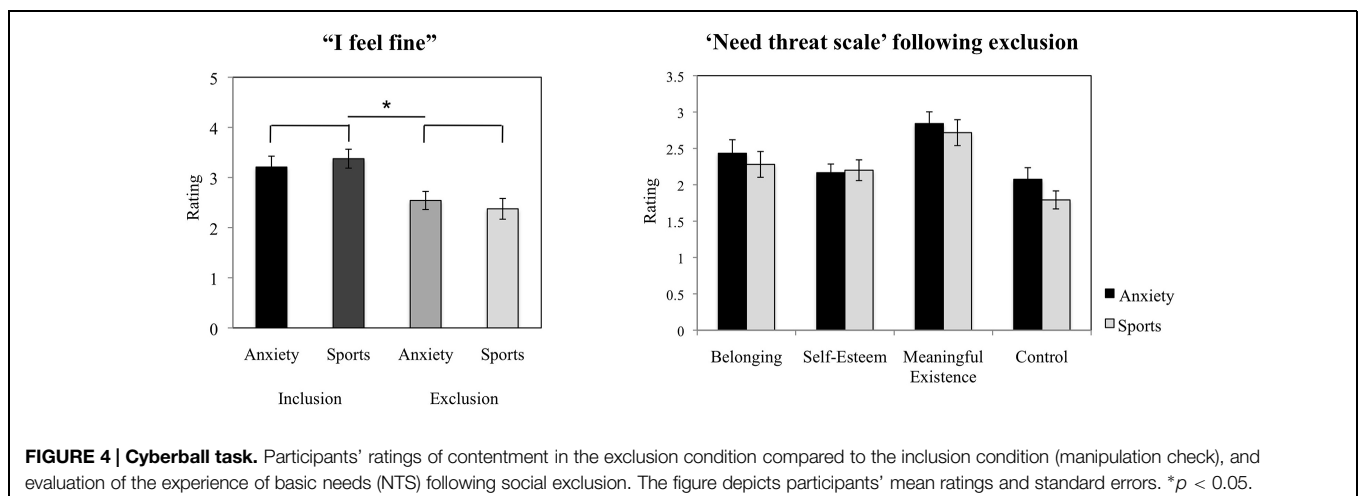 “I feel fine”
5
4
3
2
1
0
Rating
*
Anxiety Sports Anxiety Sports
Inclusion Exclusion
‘Need threat scale’ following exclusion
3.5
3
2.5
2
1.5
1
0.5
0
Rating
Belonging Self-Esteem Meaningful Control
Existence
Anxiety
Sports
FIGURE 4 | Cyberball task. Participants’ ratings of contentment in the exclusion condition compared to the inclusion condition (manipulation check), and
evaluation of the experience of basic needs (NTS) following social exclusion. The figure depicts participants’ mean ratings and standard errors. *p < 0.05.